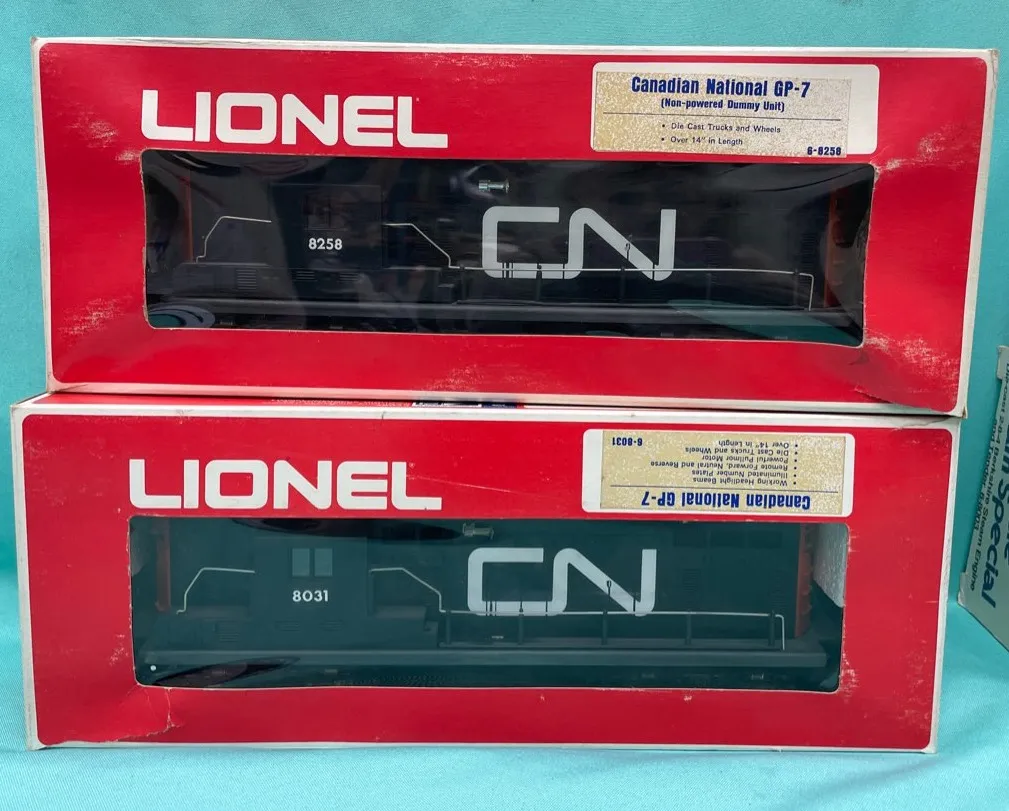 LIONEL
Canadian National GP-7
(Non-powered Dummy Unit)
• Die Cast Trucks and Wheels
• Over 14" in Length
6-8258
8258
CN
LIONEL
Canadian National GP-7
• Working Headlight Beams
• Illuminated Number Plates
• Remote Forward, Neutral and Reverse
• Powerful Pullmor Motor
• Die Cast Trucks and Wheels
• Over 14" in Length
6-8031
8031
CN
Special
Steam Engine